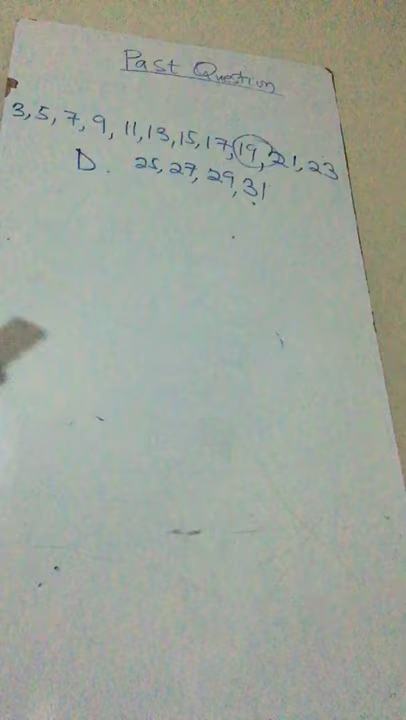 Past Question
3, 5, 7, 9, 11, 13, 15, 17, 19, 21, 23
D. 25, 27, 29, 31